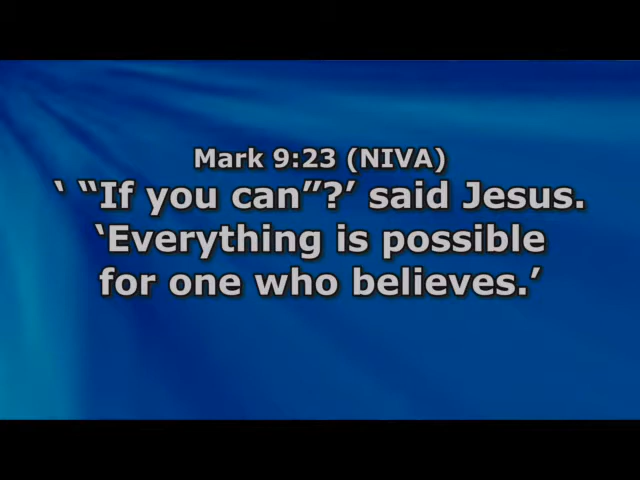 Mark 9:23 (NIVA)
‘ “If you can”?’ said Jesus.
‘Everything is possible
for one who believes.’